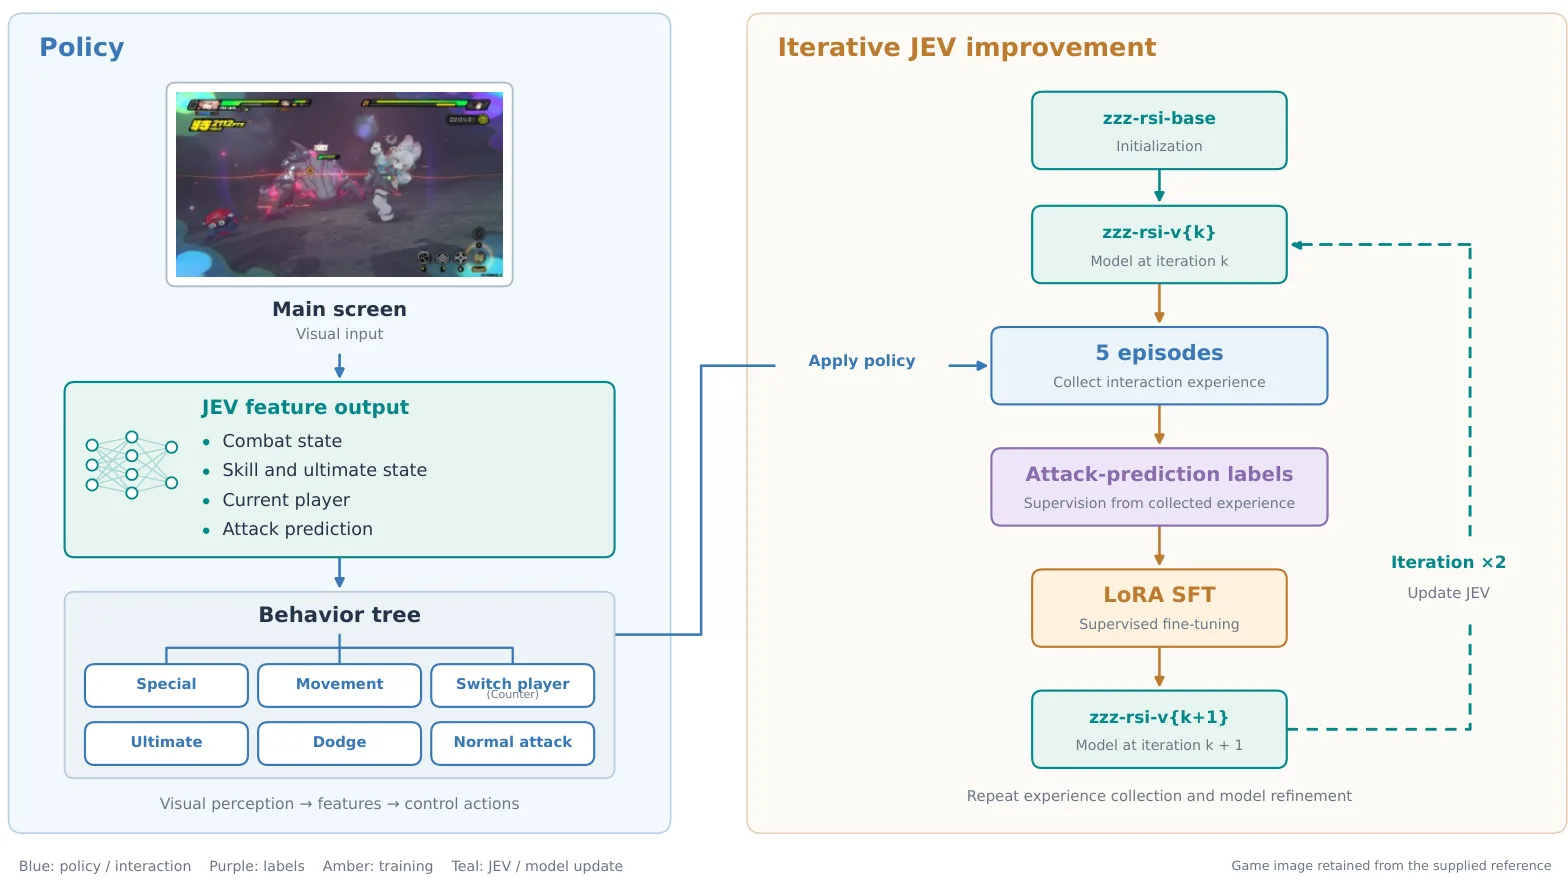 Policy
Main screen
Visual input
JEV feature output
• Combat state
• Skill and ultimate state
• Current player
• Attack prediction
Behavior tree
Special
Movement
Switch player
(Counter)
Ultimate
Dodge
Normal attack
Visual perception → features → control actions
Apply policy
Iterative JEV improvement
zzz-rsi-base
Initialization
zzz-rsi-v{k}
Model at iteration k
5 episodes
Collect interaction experience
Attack-prediction labels
Supervision from collected experience
LoRA SFT
Supervised fine-tuning
zzz-rsi-v{k+1}
Model at iteration k + 1
Iteration ×2
Update JEV
Repeat experience collection and model refinement
Blue: policy / interaction Purple: labels Amber: training Teal: JEV / model update
Game image retained from the supplied reference